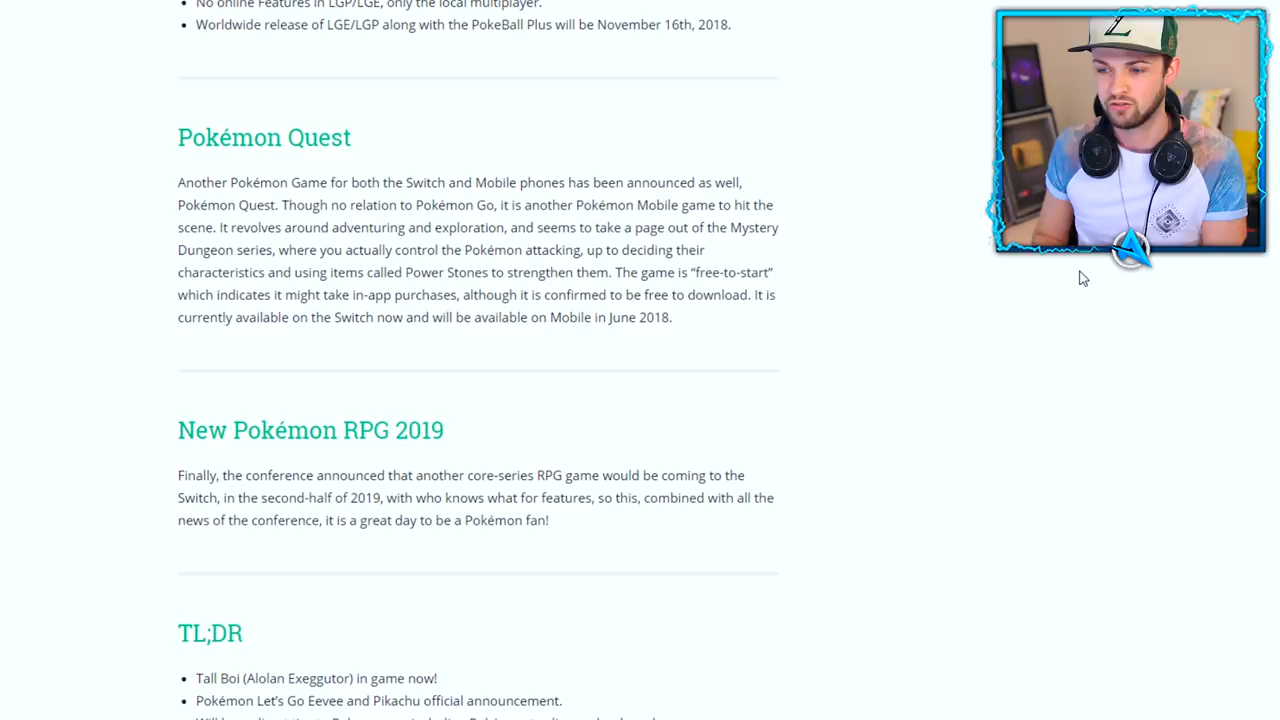 No online Features in LGP/LGE, only the local multiplayer.
Worldwide release of LGE/LGP along with the PokeBall Plus will be November 16th, 2018.
Pokémon Quest
Another Pokémon Game for both the Switch and Mobile phones has been announced as well,
Pokémon Quest. Though no relation to Pokémon Go, it is another Pokémon Mobile game to hit the
scene. It revolves around adventuring and exploration, and seems to take a page out of the Mystery
Dungeon series, where you actually control the Pokémon attacking, up to deciding their
characteristics and using items called Power Stones to strengthen them. The game is “free-to-start”
which indicates it might take in-app purchases, although it is confirmed to be free to download. It is
currently available on the Switch now and will be available on Mobile in June 2018.
New Pokémon RPG 2019
Finally, the conference announced that another core-series RPG game would be coming to the
Switch, in the second-half of 2019, with who knows what for features, so this, combined with all the
news of the conference, it is a great day to be a Pokémon fan!
TL;DR
Tall Boi (Alolan Exeggutor) in game now!
Pokémon Let’s Go Eevee and Pikachu official announcement.